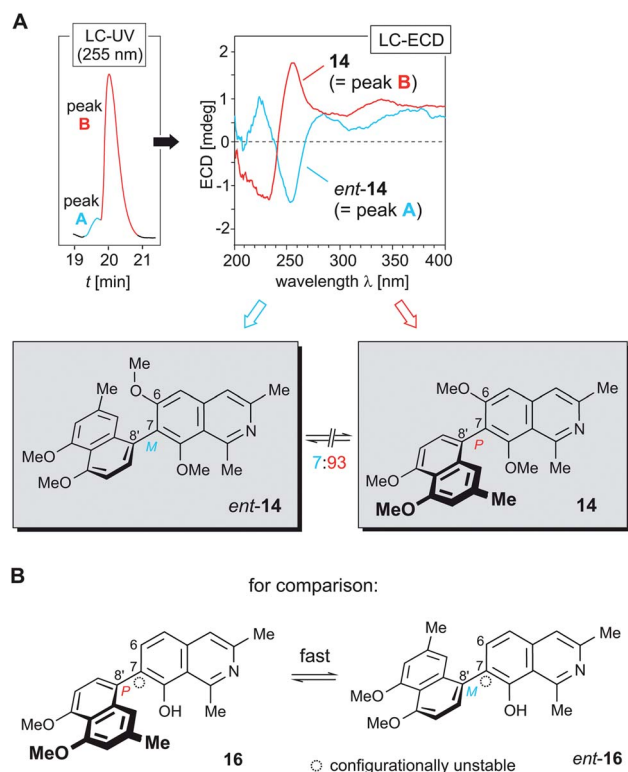 A
LC-UV
(255 nm)
LC-ECD
peak
B
peak
A
19 20 21
t [min]
ECD [mdeg]
2
1
0
-1
-2
14
(= peak B)
ent-14
(= peak A)
200 250 300 350 400
wavelength λ [nm]
Me
O
6
Me
Me
7
8'
N
M
MeO
OMe
Me
MeO
ent-14
7:93
MeO
6
Me
7
8'
N
P
MeO
MeO
Me
Me
MeO
14
B
for comparison:
6
Me
7
8'
N
P
MeO
OH
Me
MeO
Me
16
fast
Me
6
Me
7
8'
N
M
MeO
OH
Me
MeO
ent-16
configurationally unstable